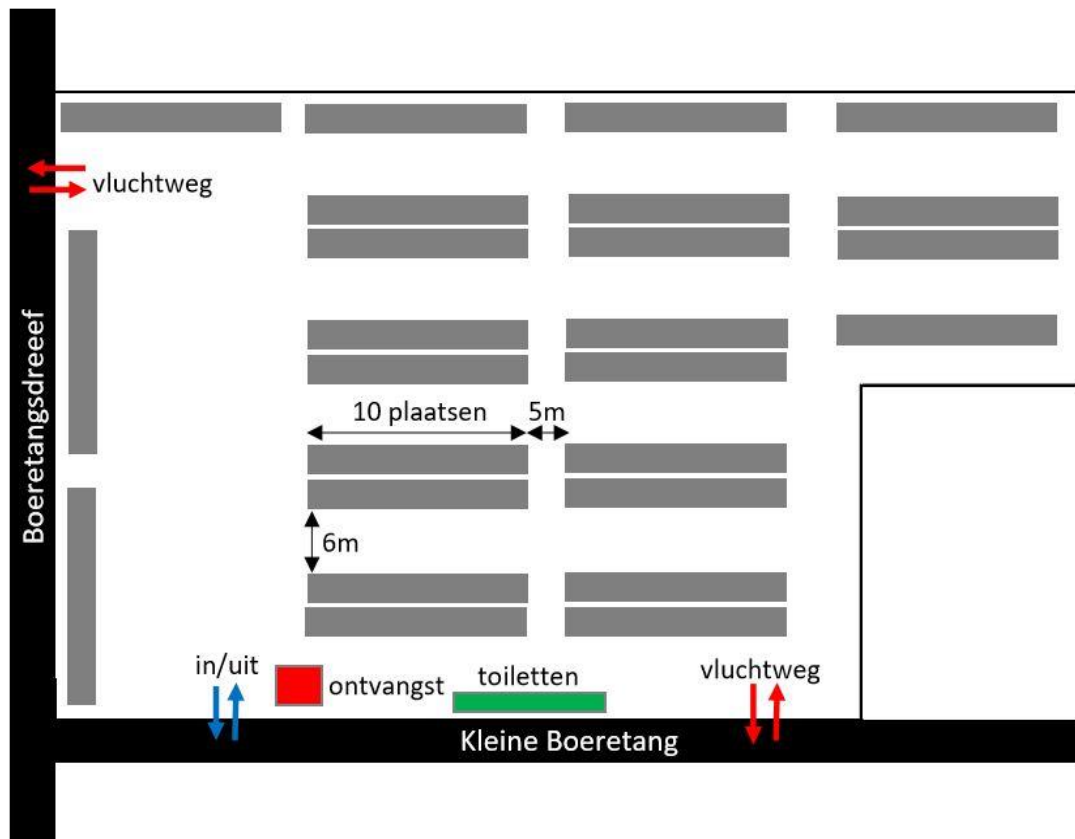 vluchtweg
Boeretangsdreeef
10 plaatsen
5m
6m
in/uit
ontvangst
toiletten
vluchtweg
Kleine Boeretang